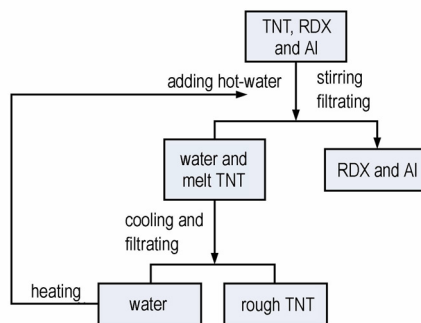 TNT, RDX
and Al
adding hot-water
stirring
filtrating
water and
melt TNT
RDX and Al
cooling and
filtrating
heating
water
rough TNT